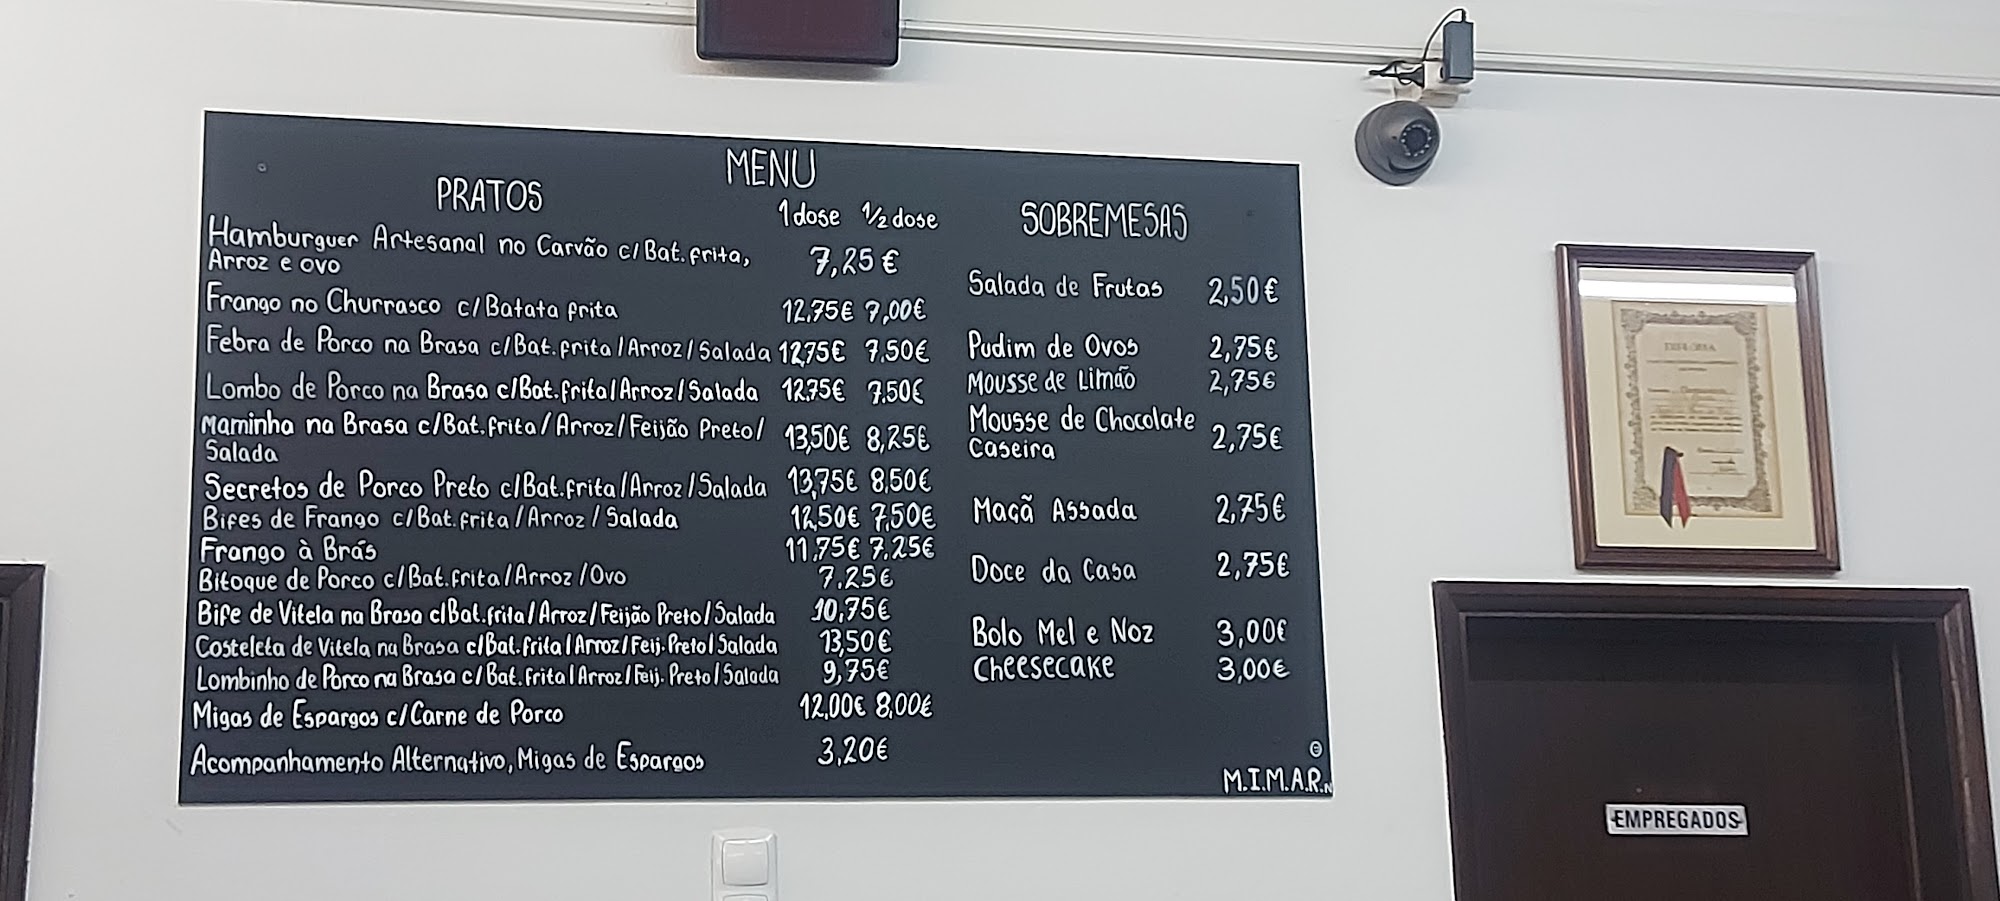 MENU
PRATOS
1 dose 1/2 dose
Hamburguer Artesanal no Carvão c/Bat.frita,
Arroz e ovo 7,25€
Frango no Churrasco c/Batata frita 12,75€ 7,00€
Febra de Porco na Brasa c/Bat.frita/Arroz/Salada 12,75€ 7.50€
Lombo de Porco na Brasa c/Bat.frita/Arroz/Salada 12,75€ 7.50€
Maminha na Brasa c/Bat.frita/Arroz/Feijão Preto/
Salada 13,50€ 8,25€
Secretos de Porco Preto c/Bat.frita/Arroz/Salada 13,75€ 8,50€
Bifes de Frango c/Bat.frita/Arroz/Salada 12,50€ 7,50€
Frango à Brás 11,75€ 7.25€
Bitoque de Porco c/Bat.frita/Arroz/Ovo 7.25€
Bife de Vitela na Brasa c/Bat.frita/Arroz/Feijão Preto/Salada 10,75€
Costeleta de Vitela na Brasa c/Bat.frita/Arroz/Feij.Preto/Salada 13,50€
Lombinho de Porco na Brasa c/Bat.frita/Arroz/Feij.Preto/Salada 9,75€
Migas de Espargos c/Carne de Porco 12,00€ 8,00€
Acompanhamento Alternativo, Migas de Espargos 3,20€
SOBREMESAS
Salada de Frutas 2,50€
Pudim de Ovos 2,75€
Mousse de Limão 2,75€
Mousse de Chocolate
Caseira 2,75€
Maçã Assada 2,75€
Doce da Casa 2,75€
Bolo Mel e Noz 3,00€
Cheesecake 3,00€
M.I.M.A.R.N
DIPLOMA
EMPREGADOS